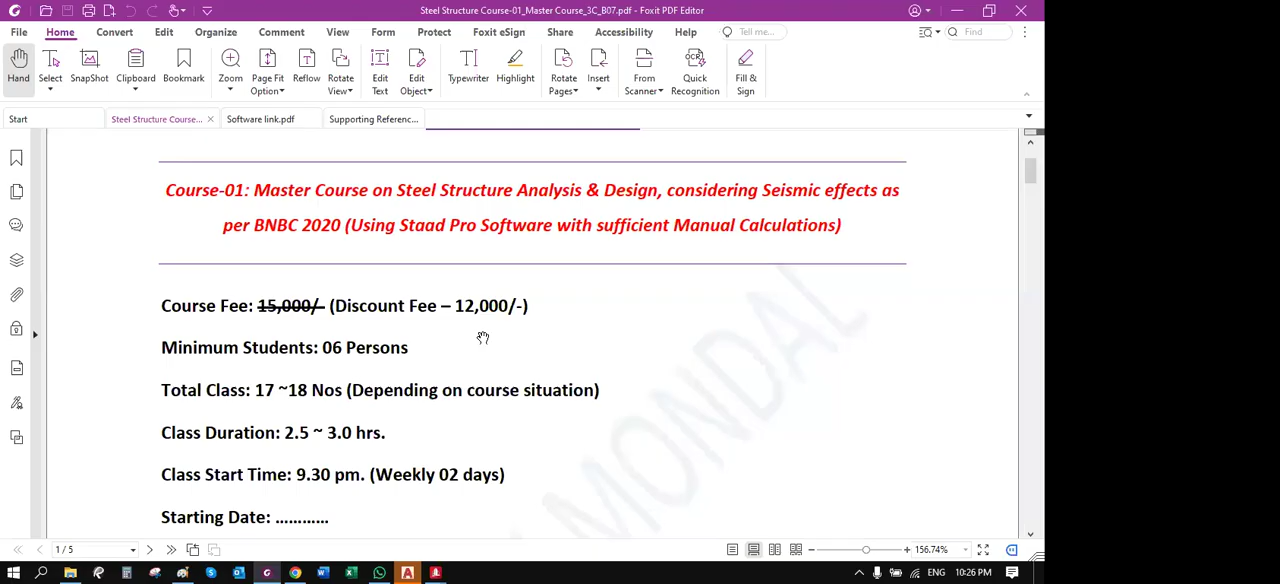 Steel Structure Course-01_Master Course_3C_B07.pdf - Foxit PDF Editor
File Home Convert Edit Organize Comment View Form Protect Foxit eSign Share Accessibility Help Tell me... Find
Hand Select SnapShot Clipboard Bookmark Zoom Page Fit Option Reflow Rotate View Edit Text Edit Object Typewriter Highlight Rotate Pages Insert From Scanner OCR Quick Recognition Fill & Sign
Start Steel Structure Course... Software link.pdf Supporting Referenc...
Course-01: Master Course on Steel Structure Analysis & Design, considering Seismic effects as
per BNBC 2020 (Using Staad Pro Software with sufficient Manual Calculations)
Course Fee: 15,000/- (Discount Fee – 12,000/-)
Minimum Students: 06 Persons
Total Class: 17 ~18 Nos (Depending on course situation)
Class Duration: 2.5 ~ 3.0 hrs.
Class Start Time: 9.30 pm. (Weekly 02 days)
Starting Date: …………
MONDAL
1 / 5 156.74%
ENG 10:26 PM